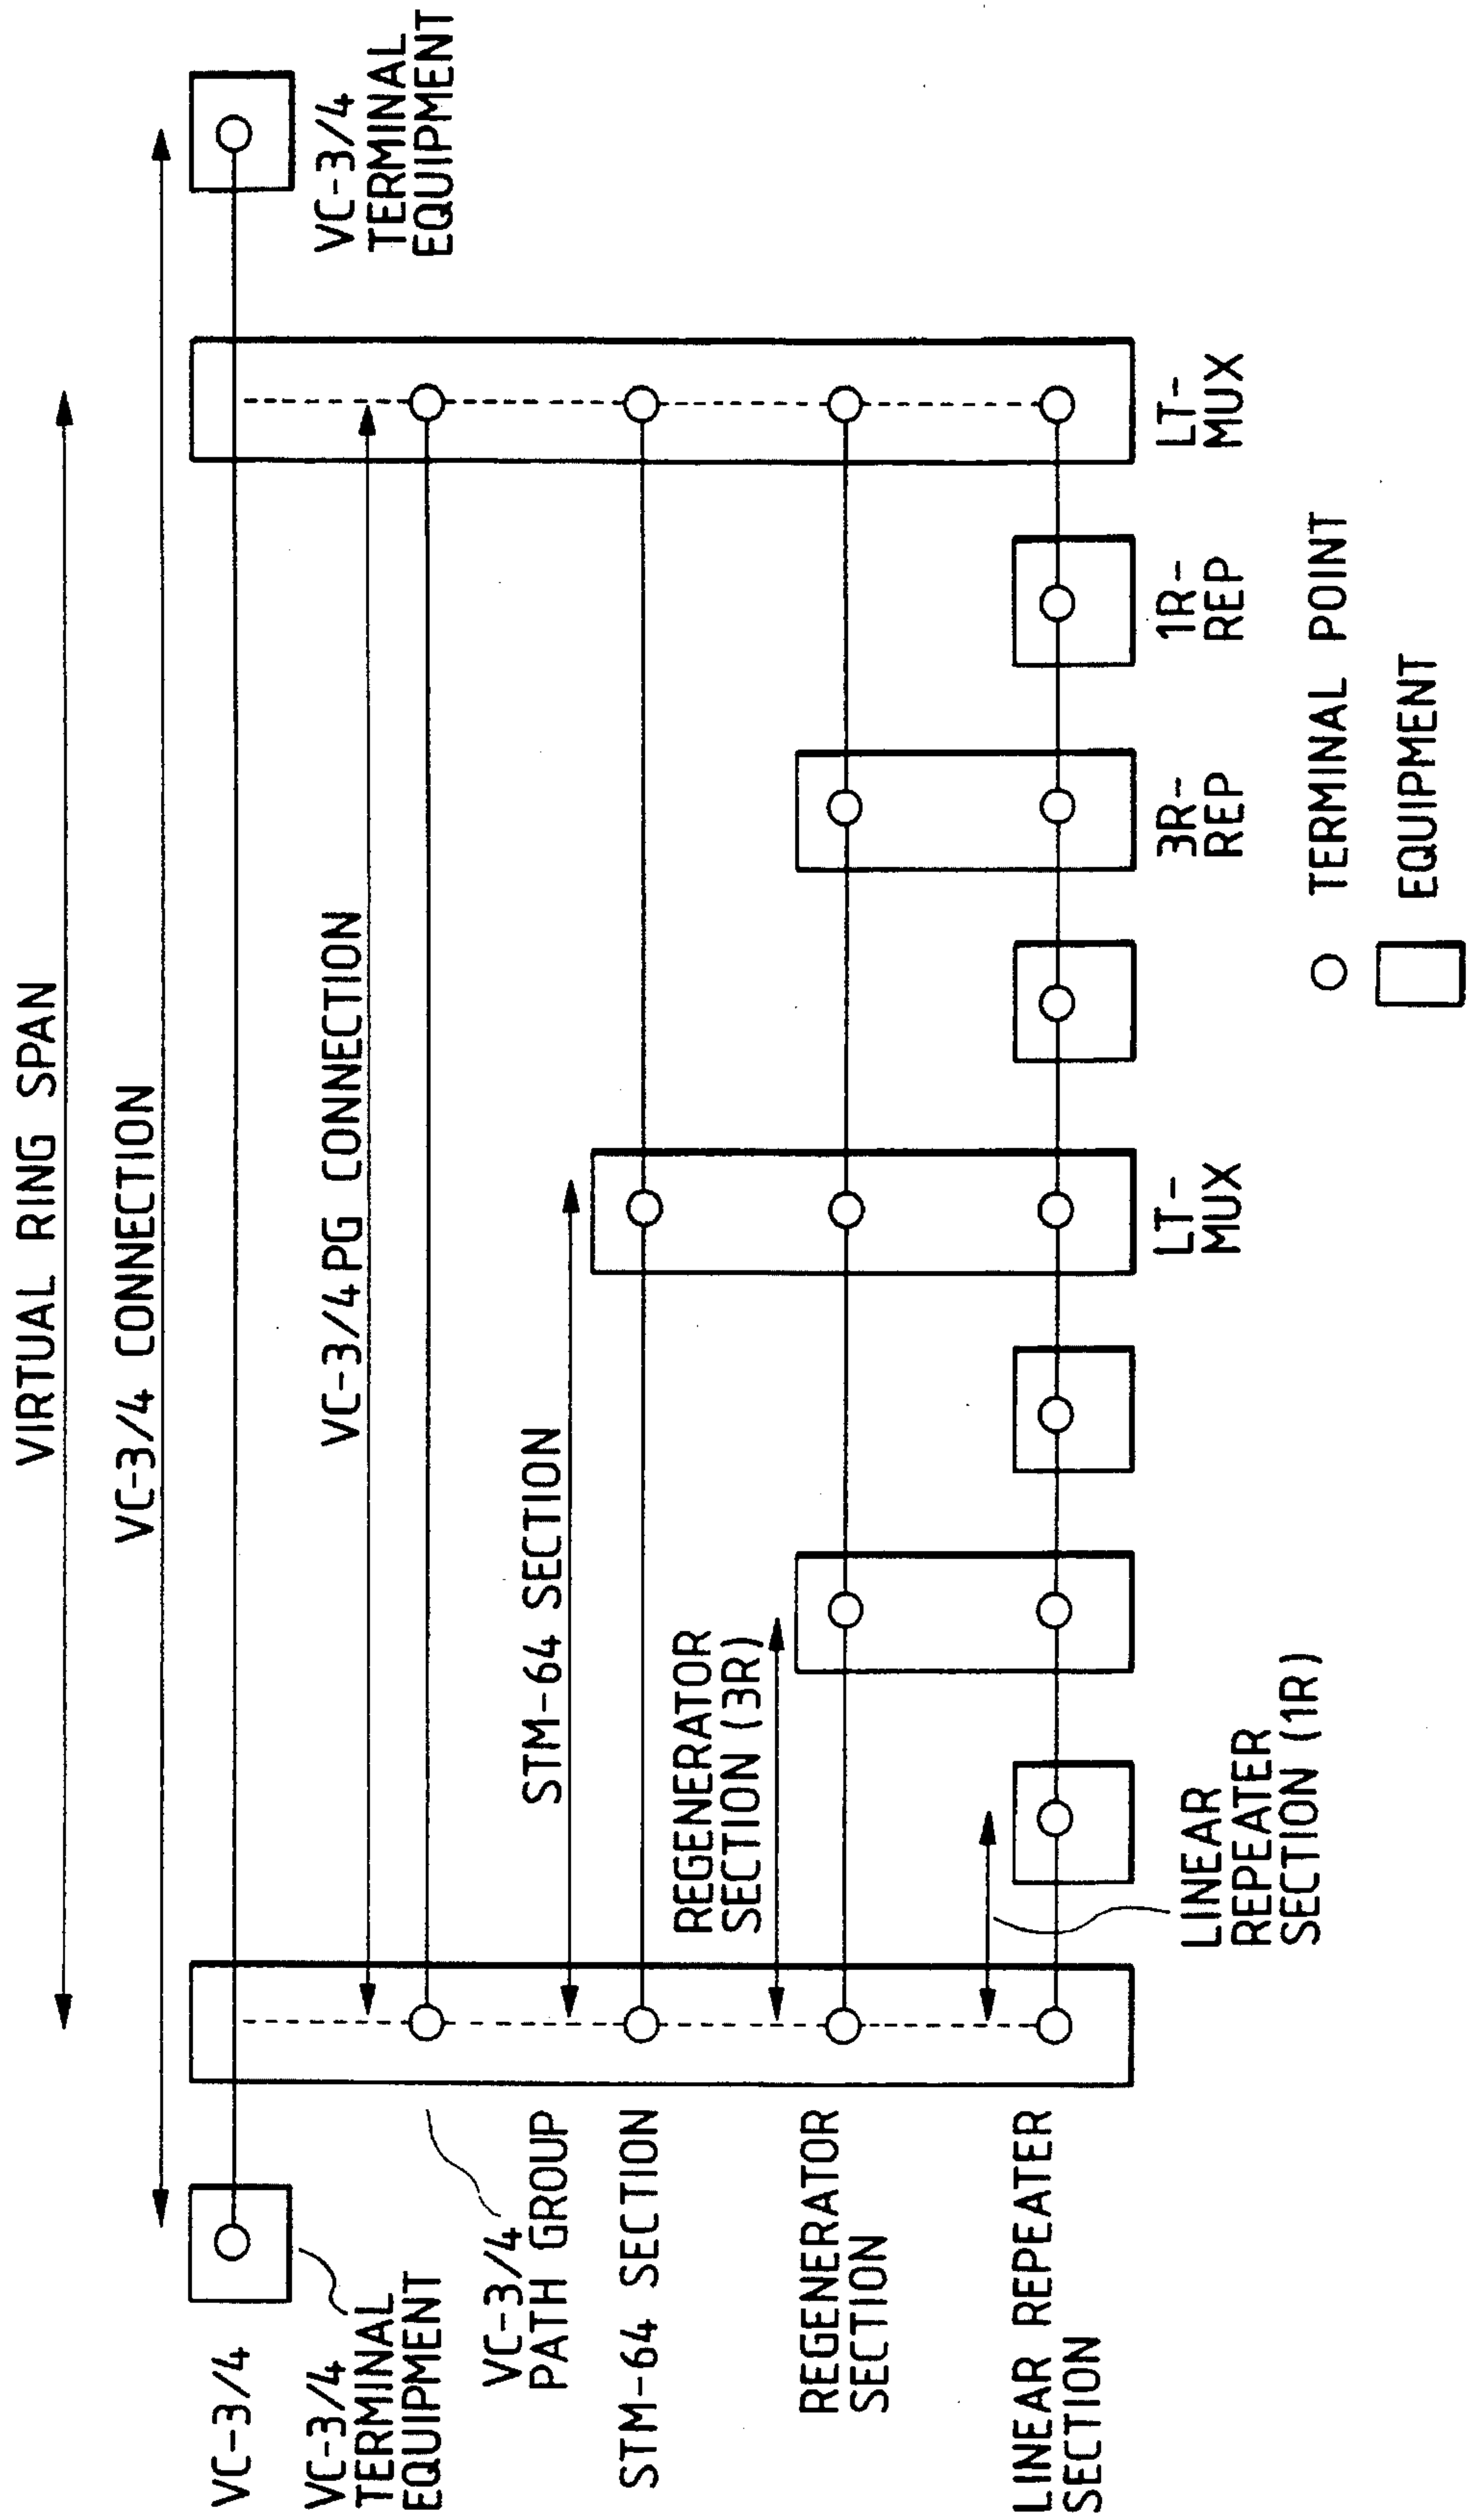 VIRTUAL RING SPAN
VC-3/4 CONNECTION
VC-3/4
VC-3/4
TERMINAL
EQUIPMENT
VC-3/4
TERMINAL
EQUIPMENT
VC-3/4PG CONNECTION
VC-3/4
PATH GROUP
STM-64 SECTION
STM-64 SECTION
REGENERATOR
SECTION (3R)
REGENERATOR
SECTION
LINEAR REPEATER
SECTION
LINEAR
REPEATER
SECTION (1R)
LT-
MUX
3R-
REP
1R-
REP
LT-
MUX
TERMINAL POINT
EQUIPMENT